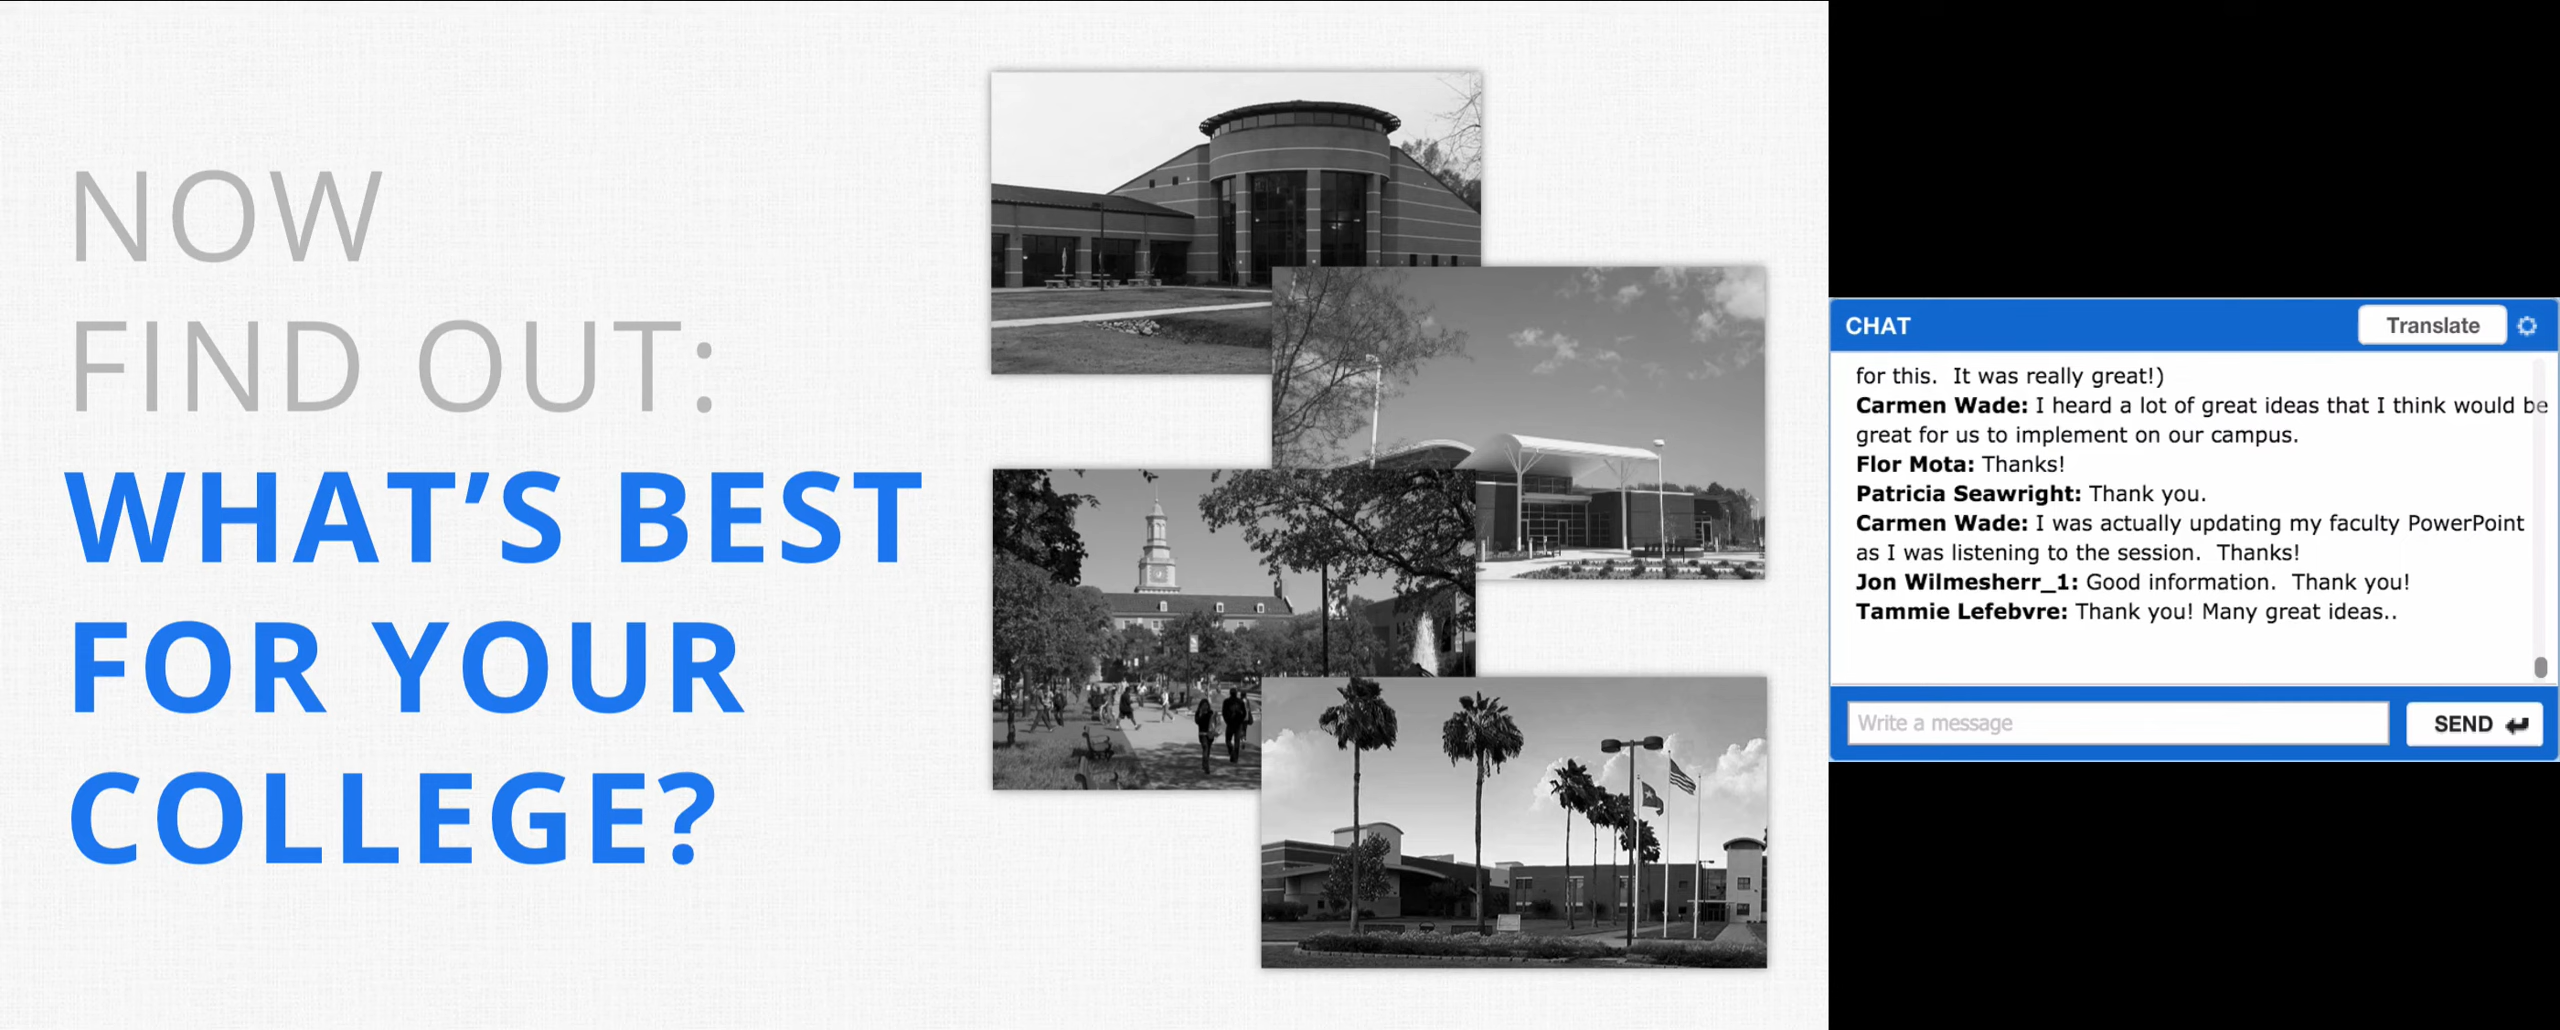 NOW
FIND OUT:
WHAT’S BEST
FOR YOUR
COLLEGE?
CHAT
Translate
for this.  It was really great!)
Carmen Wade: I heard a lot of great ideas that I think would be
great for us to implement on our campus.
Flor Mota: Thanks!
Patricia Seawright: Thank you.
Carmen Wade: I was actually updating my faculty PowerPoint
as I was listening to the session.  Thanks!
Jon Wilmesherr_1: Good information.  Thank you!
Tammie Lefebvre: Thank you! Many great ideas..
Write a message
SEND